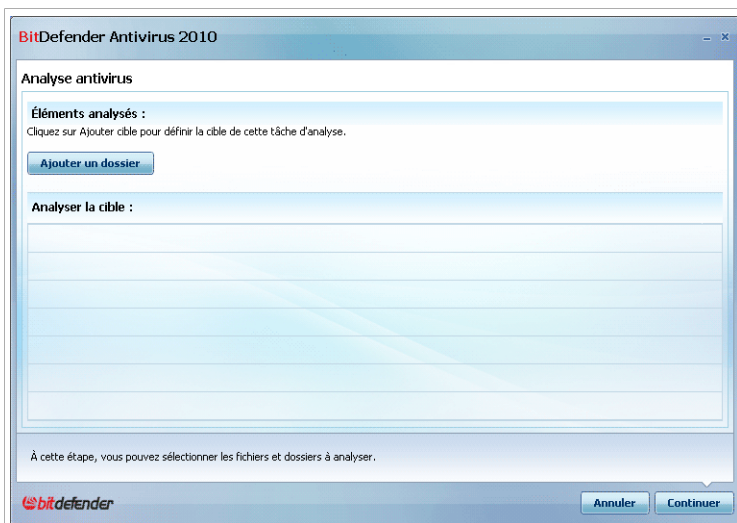 BitDefender Antivirus 2010
Analyse antivirus
Éléments analysés :
Cliquez sur Ajouter cible pour définir la cible de cette tâche d'analyse.
Ajouter un dossier
Analyser la cible :
À cette étape, vous pouvez sélectionner les fichiers et dossiers à analyser.
bitdefender
Annuler
Continuer